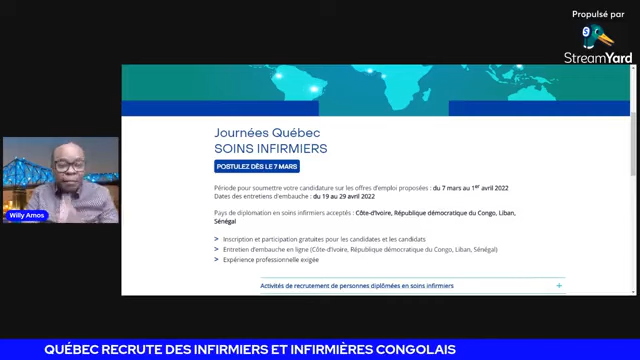 Propulsé par
StreamYard
Journées Québec
SOINS INFIRMIERS
POSTULEZ DÈS LE 7 MARS
Période pour soumettre votre candidature sur les offres d'emploi proposées : du 7 mars au 1er avril 2022
Dates des entretiens d'embauche : du 19 au 29 avril 2022
Pays de diplomation en soins infirmiers acceptés : Côte-d'Ivoire, République démocratique du Congo, Liban,
Sénégal
> Inscription et participation gratuites pour les candidates et les candidats
> Entretien d'embauche en ligne (Côte-d'Ivoire, République démocratique du Congo, Liban, Sénégal)
> Expérience professionnelle exigée
Activités de recrutement de personnes diplômées en soins infirmiers +
Willy Amos
QUÉBEC RECRUTE DES INFIRMIERS ET INFIRMIÈRES CONGOLAIS